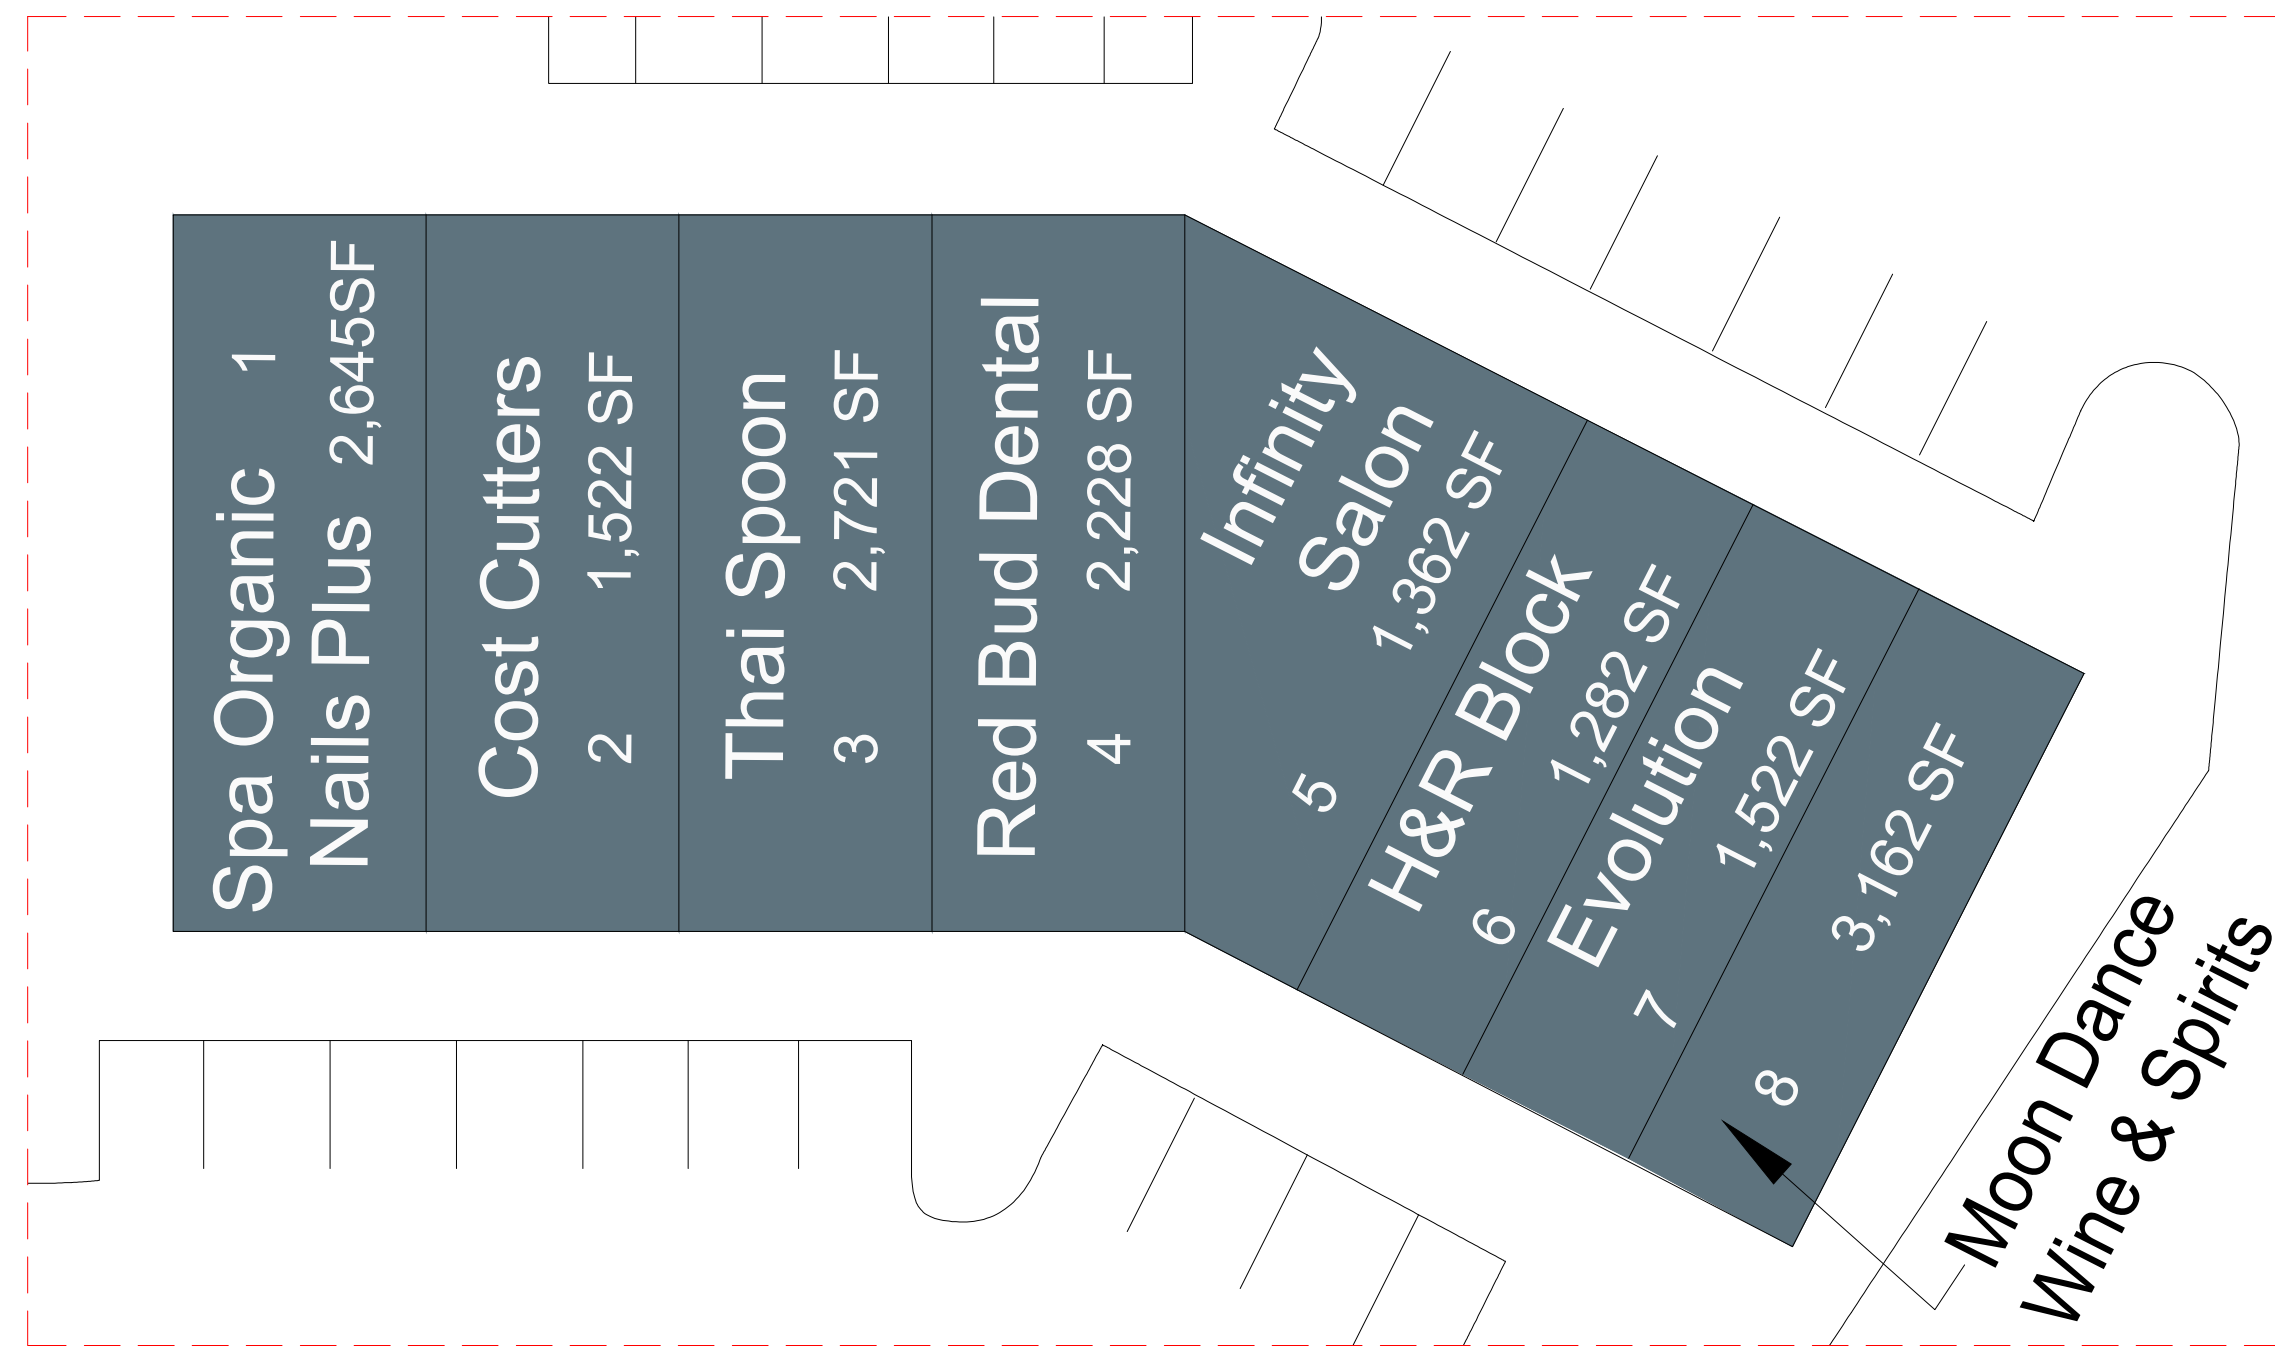 Spa Organic 1
Nails Plus 2,645SF
Cost Cutters
2 1,522 SF
Thai Spoon
3 2,721 SF
Red Bud Dental
4 2,228 SF
Infinity
Salon
5 1,362 SF
H&R Block
6 1,282 SF
Evolution
7 1,522 SF
8 3,162 SF
Moon Dance
Wine & Spirits